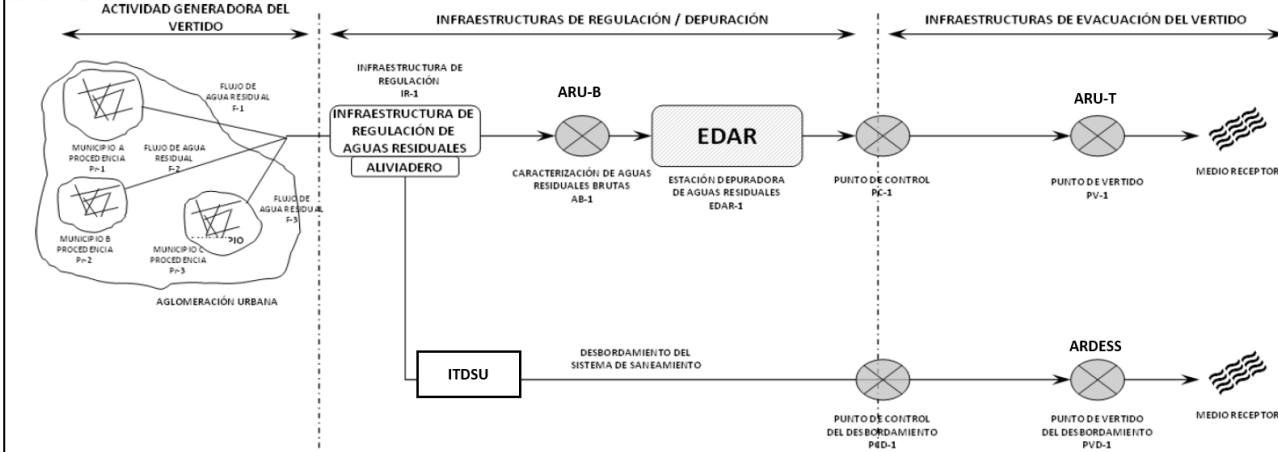 ACTIVIDAD GENERADORA DEL
VERTIDO
INFRAESTRUCTURAS DE REGULACIÓN / DEPURACIÓN
INFRAESTRUCTURAS DE EVACUACIÓN DEL VERTIDO
FLUJO DE
AGUA RESIDUAL
F-1
MUNICIPIO A
PROCEDENCIA
Pr-1
FLUJO DE AGUA
RESIDUAL
F-2
MUNICIPIO B
PROCEDENCIA
Pr-2
FLUJO DE
AGUA RESIDUAL
F-3
PIO
MUNICIPIO C
PROCEDENCIA
Pr-3
AGLOMERACIÓN URBANA
INFRAESTRUCTURA DE
REGULACIÓN
IR-1
INFRAESTRUCTURA DE
REGULACIÓN DE
AGUAS RESIDUALES
ALIVIADERO
ARU-B
CARACTERIZACIÓN DE AGUAS
RESIDUALES BRUTAS
AB-1
EDAR
ESTACIÓN DEPURADORA
DE AGUAS RESIDUALES
EDAR-1
PUNTO DE CONTROL
PC-1
ARU-T
PUNTO DE VERTIDO
PV-1
MEDIO RECEPTOR
ITDSU
DESBORDAMIENTO DEL
SISTEMA DE SANEAMIENTO
PUNTO DE CONTROL
DEL DESBORDAMIENTO
PCD-1
ARDESS
PUNTO DE VERTIDO
DEL DESBORDAMIENTO
PVD-1
MEDIO RECEPTOR